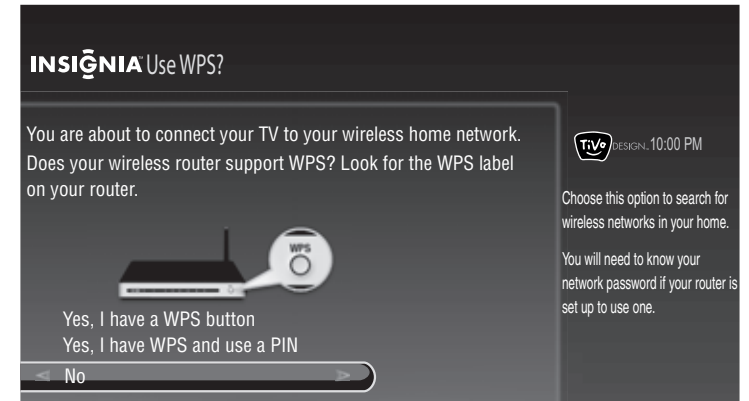 INSIGNIA Use WPS?
You are about to connect your TV to your wireless home network.
Does your wireless router support WPS? Look for the WPS label
on your router.
WPS
Yes, I have a WPS button
Yes, I have WPS and use a PIN
No
TiVo DESIGN. 10:00 PM
Choose this option to search for
wireless networks in your home.
You will need to know your
network password if your router is
set up to use one.